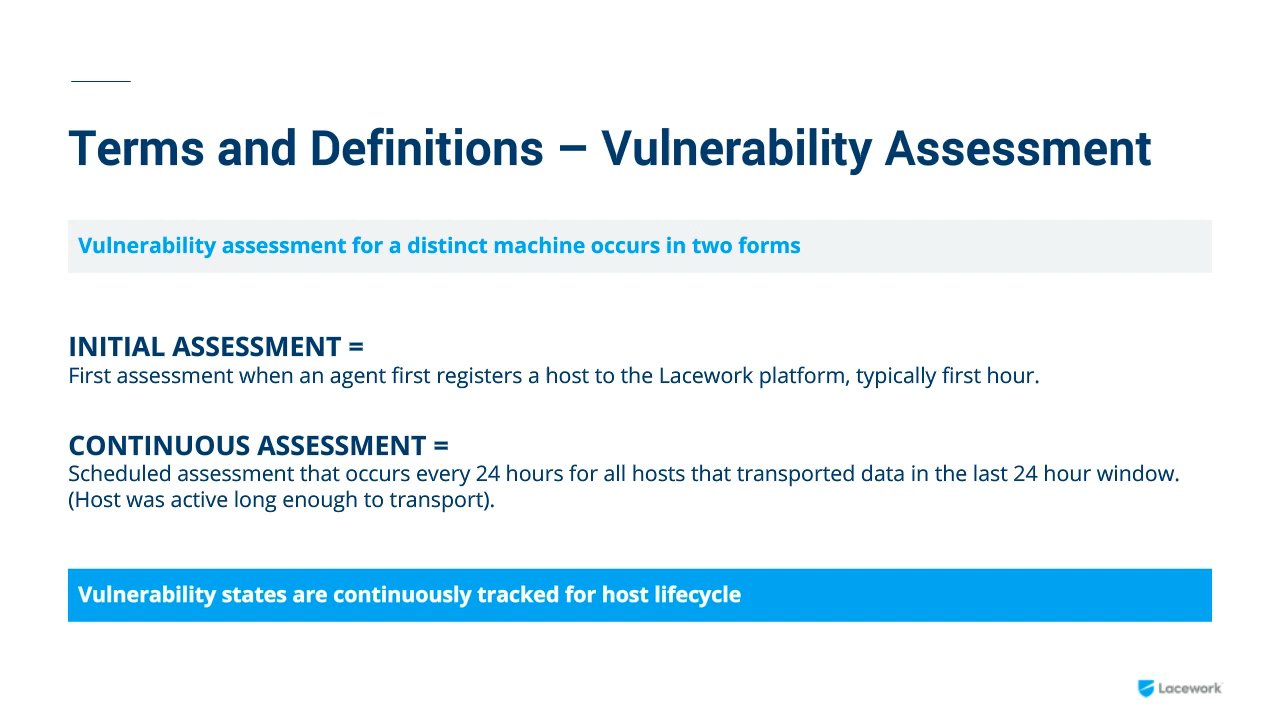 Terms and Definitions – Vulnerability Assessment
Vulnerability assessment for a distinct machine occurs in two forms
INITIAL ASSESSMENT =
First assessment when an agent first registers a host to the Lacework platform, typically first hour.
CONTINUOUS ASSESSMENT =
Scheduled assessment that occurs every 24 hours for all hosts that transported data in the last 24 hour window.
(Host was active long enough to transport).
Vulnerability states are continuously tracked for host lifecycle
Lacework